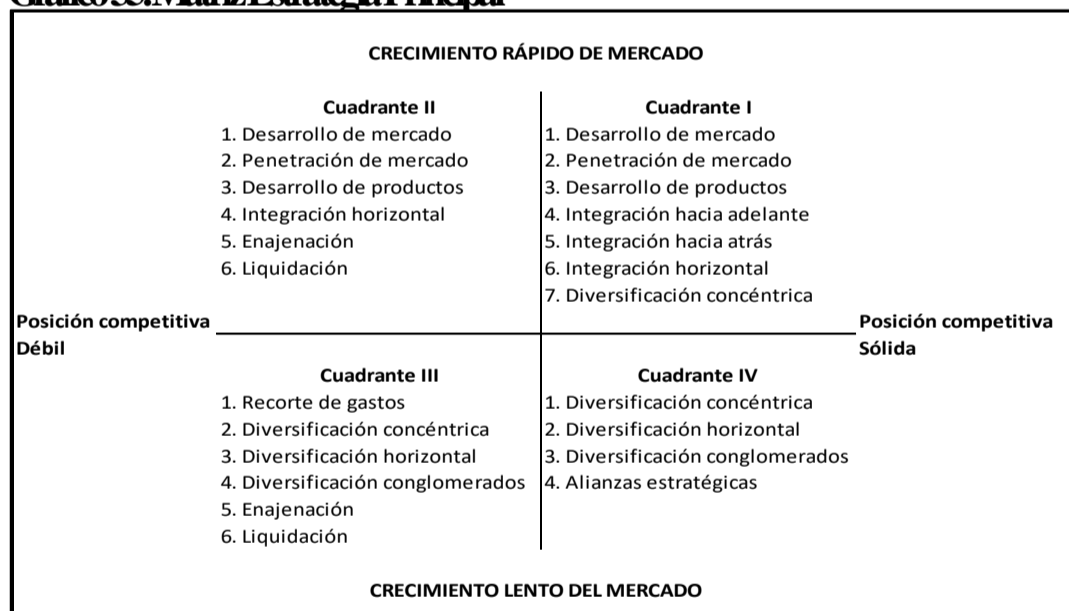 CRECIMIENTO RÁPIDO DE MERCADO
Cuadrante II
1. Desarrollo de mercado
2. Penetración de mercado
3. Desarrollo de productos
4. Integración horizontal
5. Enajenación
6. Liquidación
Cuadrante I
1. Desarrollo de mercado
2. Penetración de mercado
3. Desarrollo de productos
4. Integración hacia adelante
5. Integración hacia atrás
6. Integración horizontal
7. Diversificación concéntrica
Posición competitiva
Débil
Posición competitiva
Sólida
Cuadrante III
1. Recorte de gastos
2. Diversificación concéntrica
3. Diversificación horizontal
4. Diversificación conglomerados
5. Enajenación
6. Liquidación
Cuadrante IV
1. Diversificación concéntrica
2. Diversificación horizontal
3. Diversificación conglomerados
4. Alianzas estratégicas
CRECIMIENTO LENTO DEL MERCADO